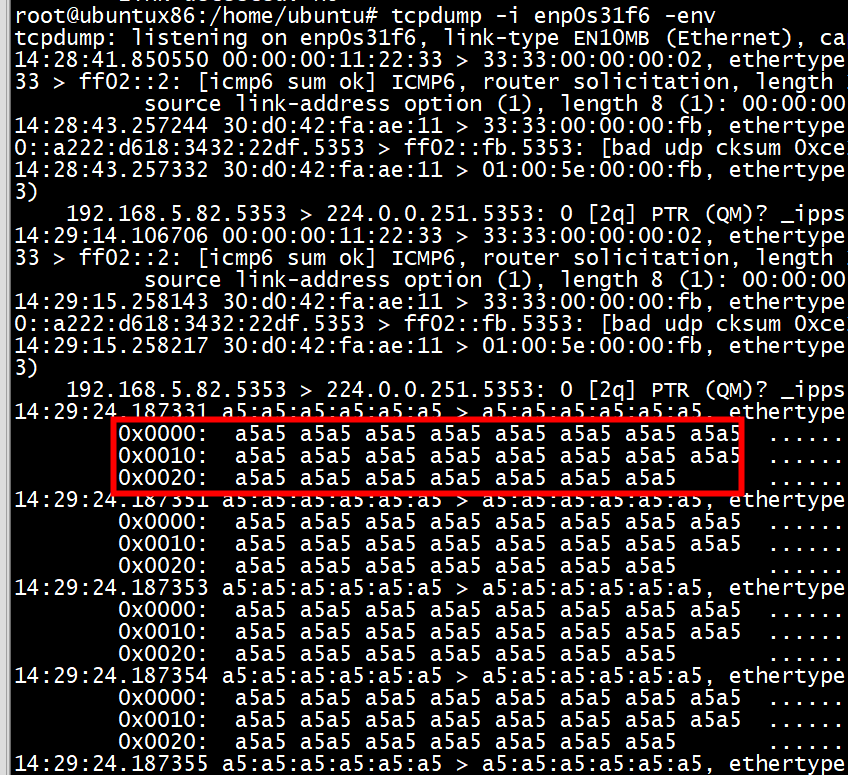 root@ubuntux86:/home/ubuntu# tcpdump -i enp0s31f6 -env
tcpdump: listening on enp0s31f6, link-type EN10MB (Ethernet), ca
14:28:41.850550 00:00:00:11:22:33 > 33:33:00:00:00:02, ethertype
33 > ff02::2: [icmp6 sum ok] ICMP6, router solicitation, length
source link-address option (1), length 8 (1): 00:00:00
14:28:43.257244 30:d0:42:fa:ae:11 > 33:33:00:00:00:fb, ethertype
0::a222:d618:3432:22df.5353 > ff02::fb.5353: [bad udp cksum 0xce
14:28:43.257332 30:d0:42:fa:ae:11 > 01:00:5e:00:00:fb, ethertype
3)
192.168.5.82.5353 > 224.0.0.251.5353: 0 [2q] PTR (QM)? _ipps
14:29:14.106706 00:00:00:11:22:33 > 33:33:00:00:00:02, ethertype
33 > ff02::2: [icmp6 sum ok] ICMP6, router solicitation, length
source link-address option (1), length 8 (1): 00:00:00
14:29:15.258143 30:d0:42:fa:ae:11 > 33:33:00:00:00:fb, ethertype
0::a222:d618:3432:22df.5353 > ff02::fb.5353: [bad udp cksum 0xce
14:29:15.258217 30:d0:42:fa:ae:11 > 01:00:5e:00:00:fb, ethertype
3)
192.168.5.82.5353 > 224.0.0.251.5353: 0 [2q] PTR (QM)? _ipps
14:29:24.187331 a5:a5:a5:a5:a5:a5 > a5:a5:a5:a5:a5:a5, ethertype
0x0000: a5a5 a5a5 a5a5 a5a5 a5a5 a5a5 a5a5 a5a5 ......
0x0010: a5a5 a5a5 a5a5 a5a5 a5a5 a5a5 a5a5 a5a5 ......
0x0020: a5a5 a5a5 a5a5 a5a5 a5a5 a5a5 a5a5 ......
14:29:24.187351 a5:a5:a5:a5:a5:a5 > a5:a5:a5:a5:a5:a5, ethertype
0x0000: a5a5 a5a5 a5a5 a5a5 a5a5 a5a5 a5a5 a5a5 ......
0x0010: a5a5 a5a5 a5a5 a5a5 a5a5 a5a5 a5a5 a5a5 ......
0x0020: a5a5 a5a5 a5a5 a5a5 a5a5 a5a5 a5a5 ......
14:29:24.187353 a5:a5:a5:a5:a5:a5 > a5:a5:a5:a5:a5:a5, ethertype
0x0000: a5a5 a5a5 a5a5 a5a5 a5a5 a5a5 a5a5 a5a5 ......
0x0010: a5a5 a5a5 a5a5 a5a5 a5a5 a5a5 a5a5 a5a5 ......
0x0020: a5a5 a5a5 a5a5 a5a5 a5a5 a5a5 a5a5 ......
14:29:24.187354 a5:a5:a5:a5:a5:a5 > a5:a5:a5:a5:a5:a5, ethertype
0x0000: a5a5 a5a5 a5a5 a5a5 a5a5 a5a5 a5a5 a5a5 ......
0x0010: a5a5 a5a5 a5a5 a5a5 a5a5 a5a5 a5a5 a5a5 ......
0x0020: a5a5 a5a5 a5a5 a5a5 a5a5 a5a5 a5a5 ......
14:29:24.187355 a5:a5:a5:a5:a5:a5 > a5:a5:a5:a5:a5:a5, ethertype